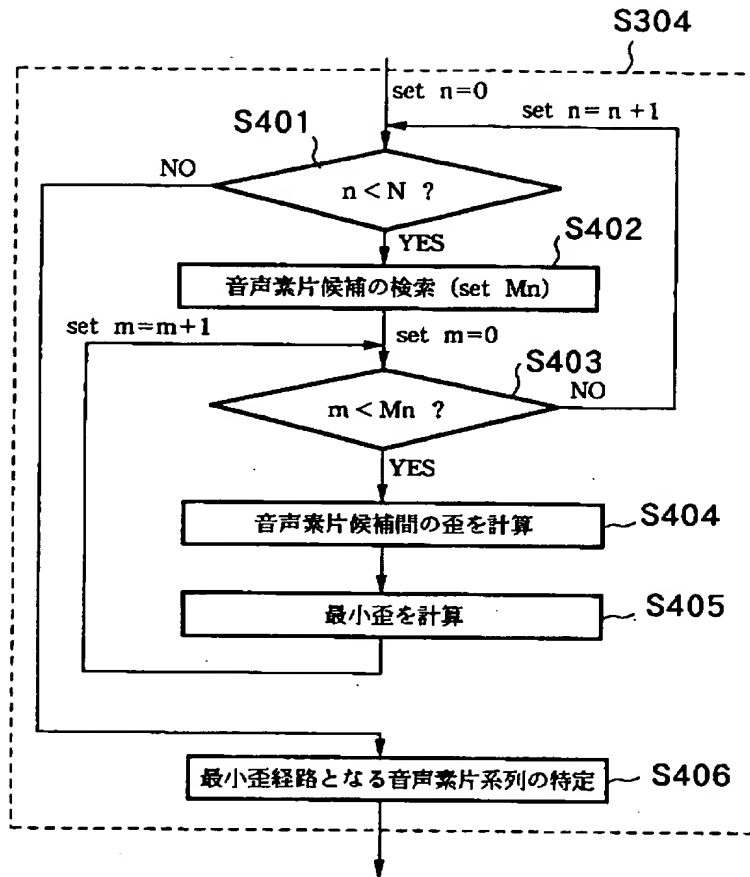 S304
set n=0
set n=n+1
S401
NO
n<N ?
YES
S402
音声素片候補の検索 (set Mn)
set m=m+1
set m=0
S403
m<Mn ?
NO
YES
音声素片候補間の歪を計算
S404
最小歪を計算
S405
最小歪経路となる音声素片系列の特定
S406